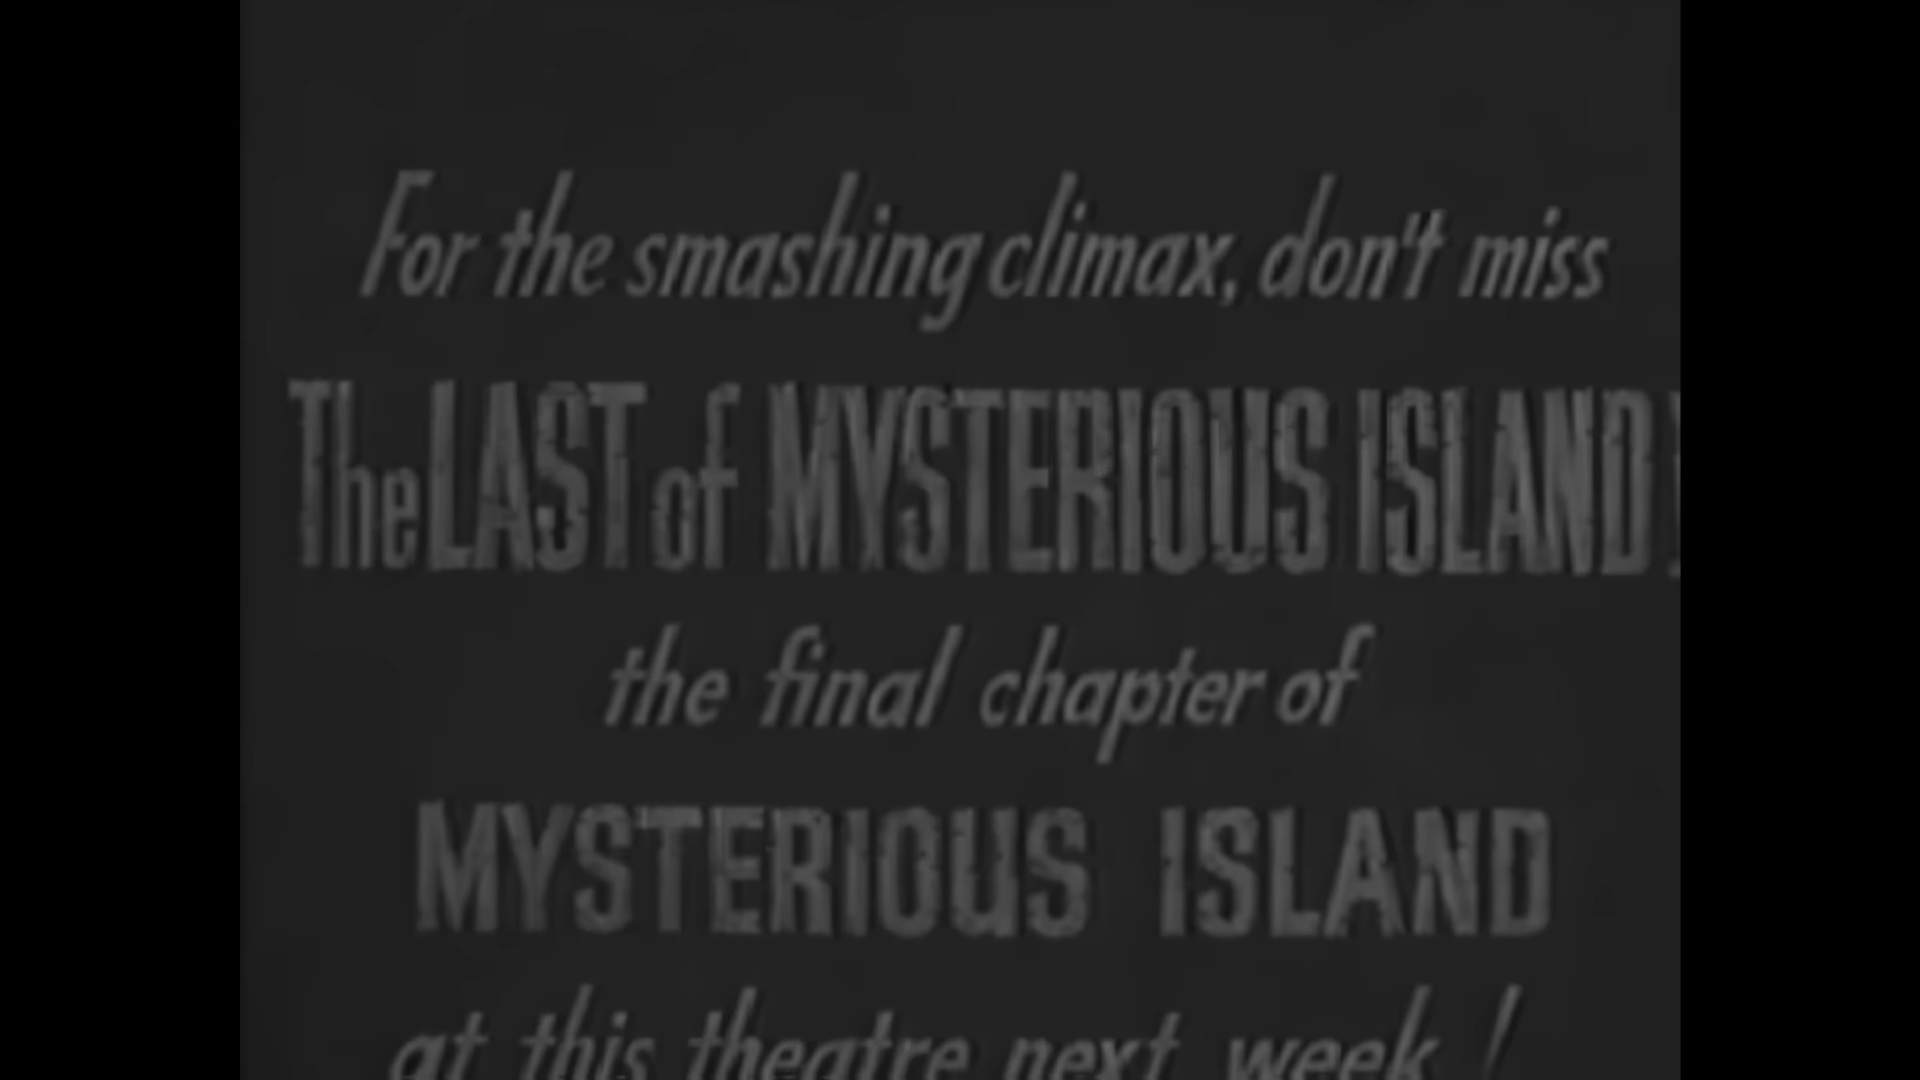 For the smashing climax, don't miss
The LAST of MYSTERIOUS ISLAND!
the final chapter of
MYSTERIOUS ISLAND
at this theatre next week!